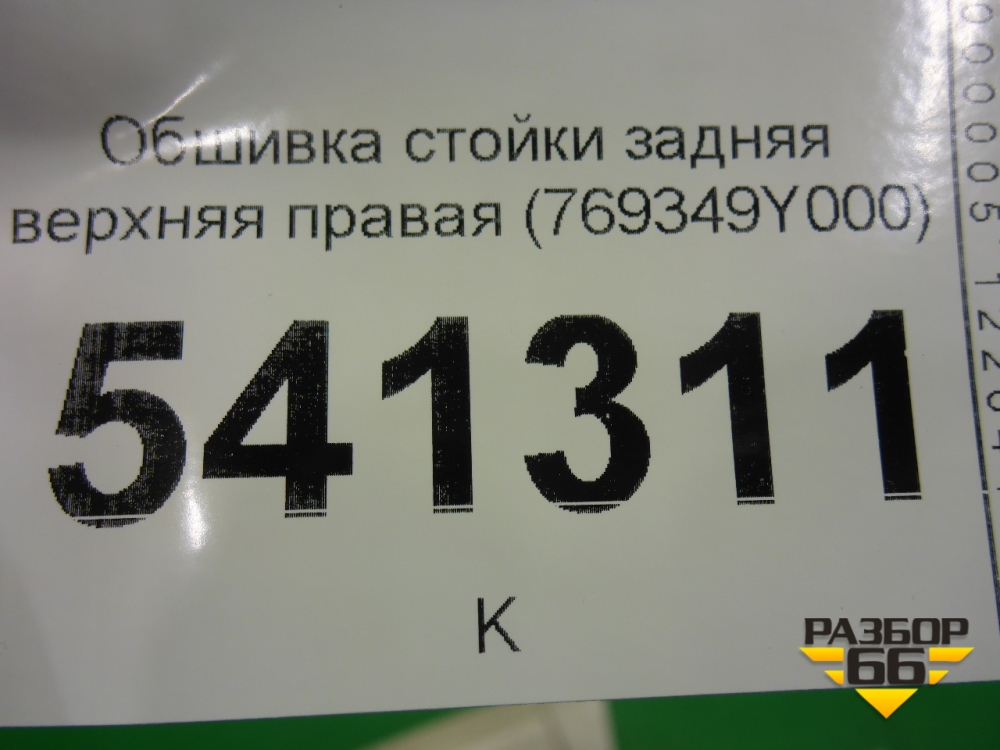 Обшивка стойки задняя
верхняя правая (769349Y000)
541311
К
РАЗБОР
66